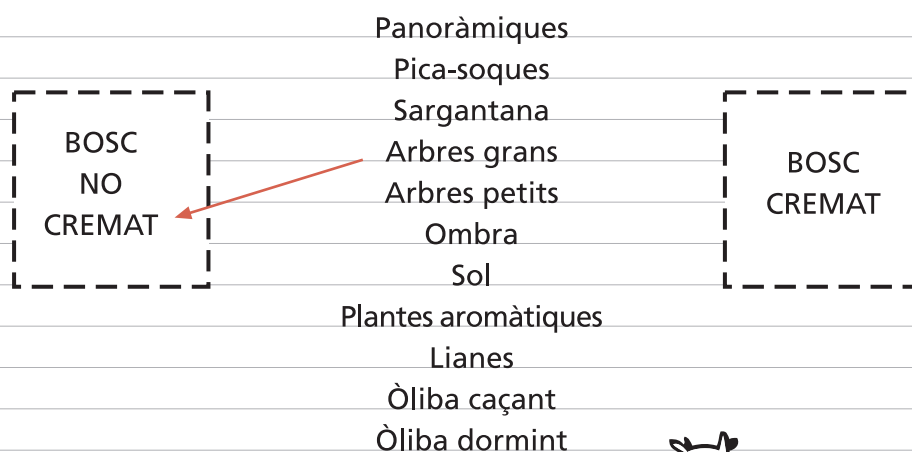 Panoràmiques
Pica-soques
Sargantana
Arbres grans
Arbres petits
Ombra
Sol
Plantes aromàtiques
Lianes
Òliba caçant
Òliba dormint
BOSC
NO
CREMAT
BOSC
CREMAT